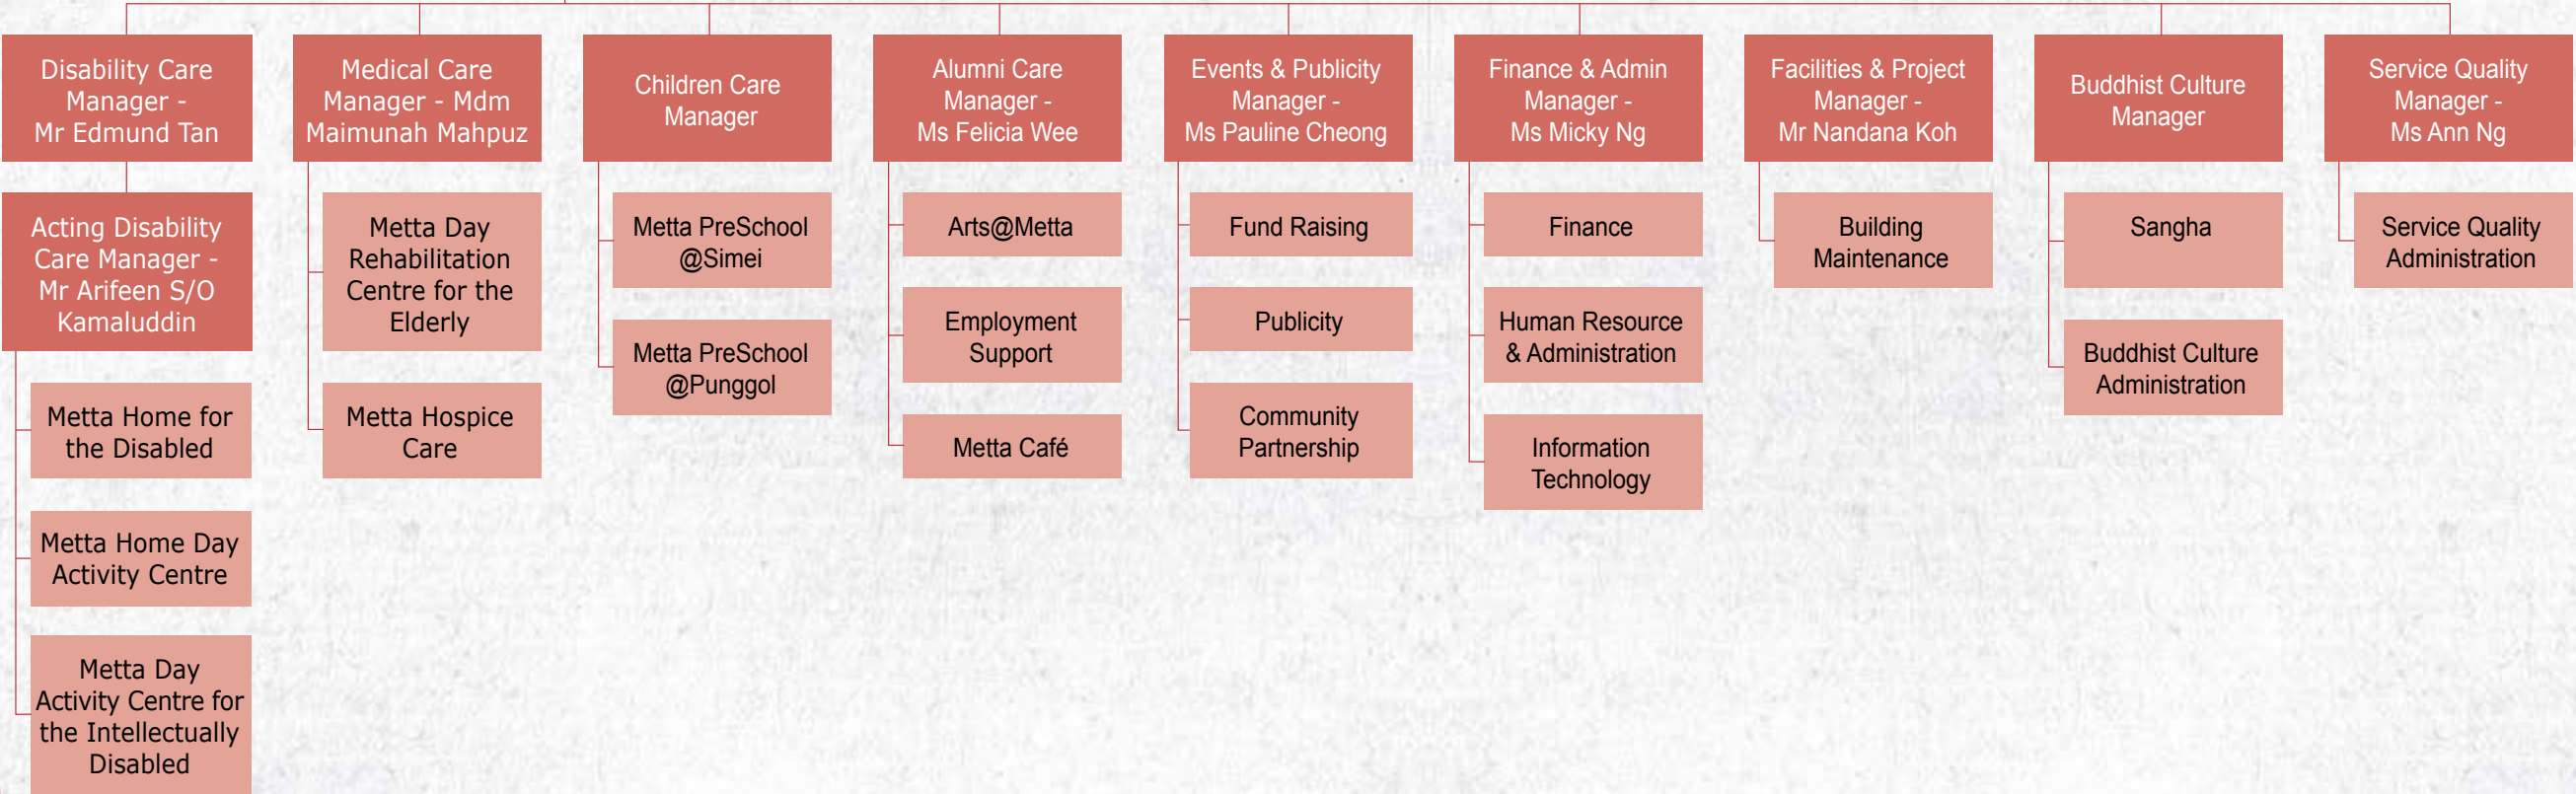 Disability Care
Manager -
Mr Edmund Tan
Acting Disability
Care Manager -
Mr Arifeen S/O
Kamaluddin
Metta Home for
the Disabled
Metta Home Day
Activity Centre
Metta Day
Activity Centre for
the Intellectually
Disabled
Medical Care
Manager - Mdm
Maimunah Mahpuz
Metta Day
Rehabilitation
Centre for the
Elderly
Metta Hospice
Care
Children Care
Manager
Metta PreSchool
@Simei
Metta PreSchool
@Punggol
Alumni Care
Manager -
Ms Felicia Wee
Arts@Metta
Employment
Support
Metta Café
Events & Publicity
Manager -
Ms Pauline Cheong
Fund Raising
Publicity
Community
Partnership
Finance & Admin
Manager -
Ms Micky Ng
Finance
Human Resource
& Administration
Information
Technology
Facilities & Project
Manager -
Mr Nandana Koh
Building
Maintenance
Buddhist Culture
Manager
Sangha
Buddhist Culture
Administration
Service Quality
Manager -
Ms Ann Ng
Service Quality
Administration